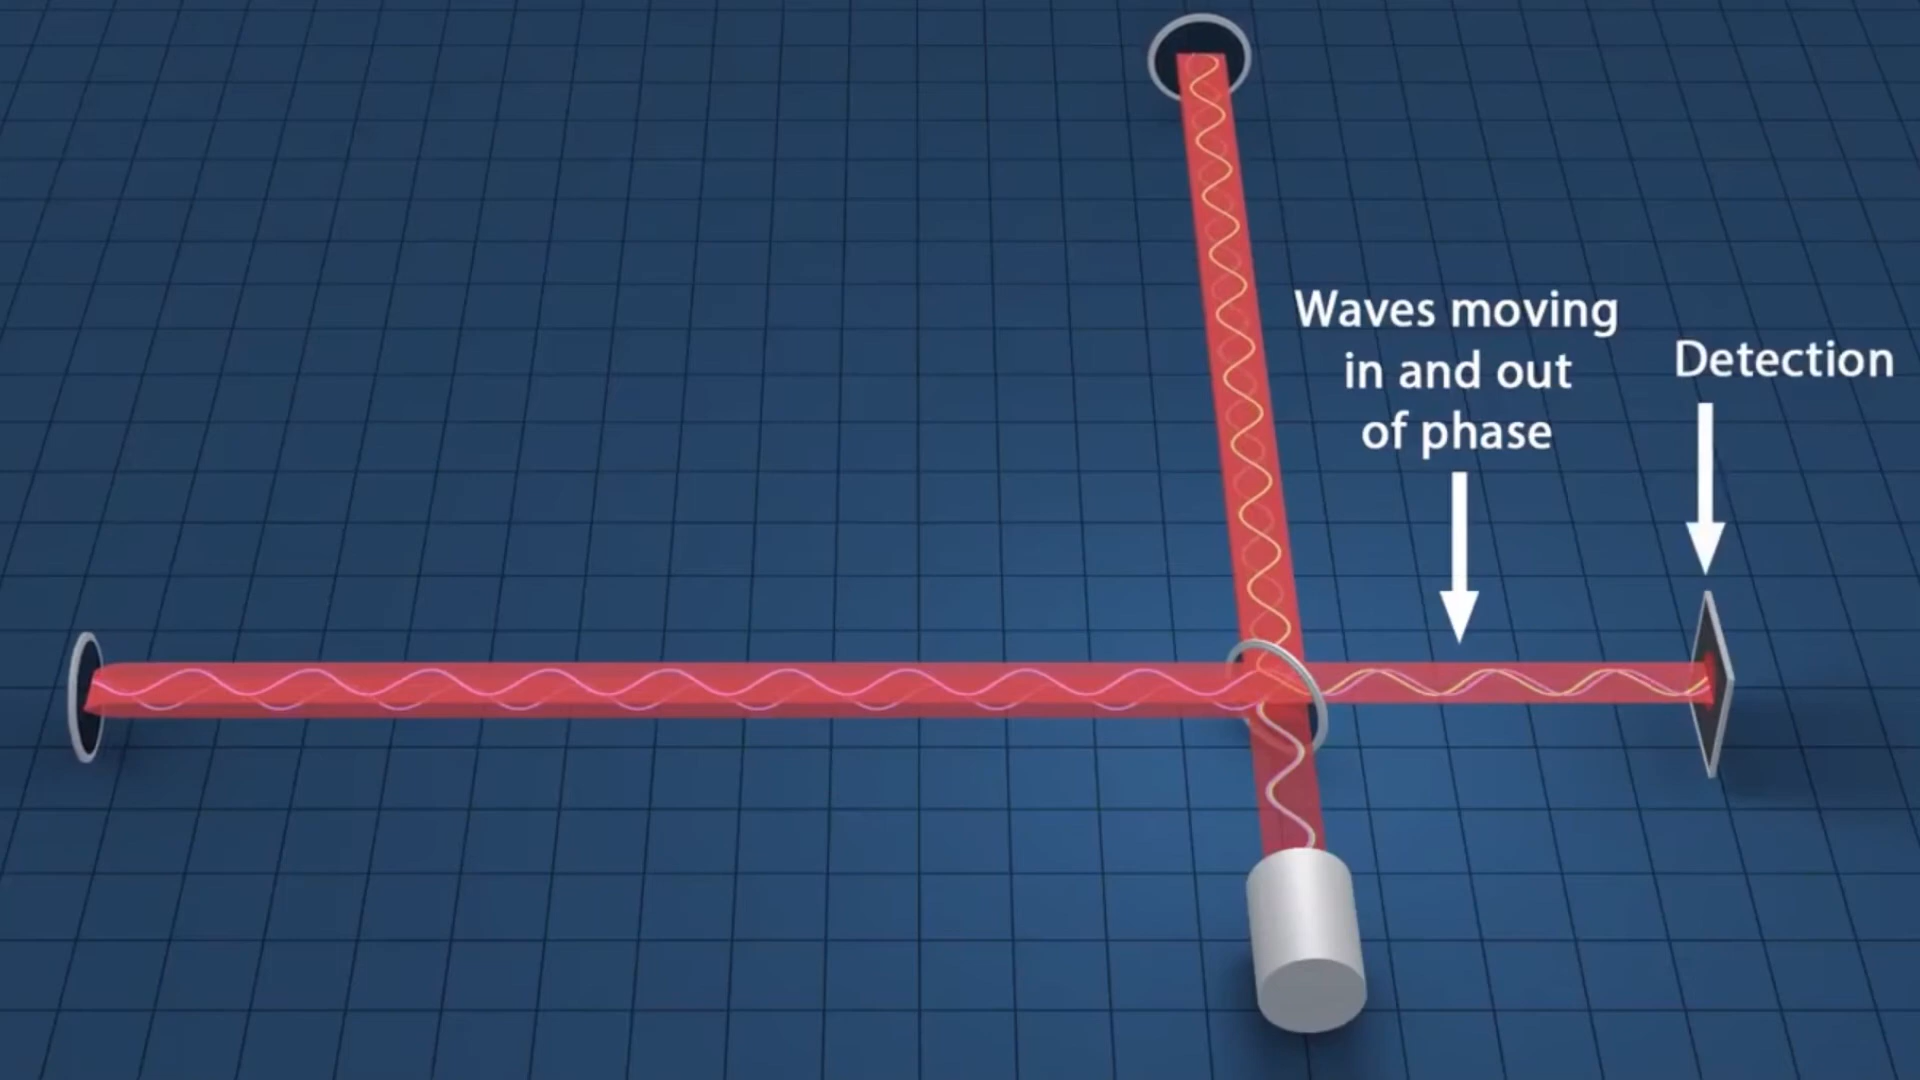 Waves moving
in and out
of phase
Detection